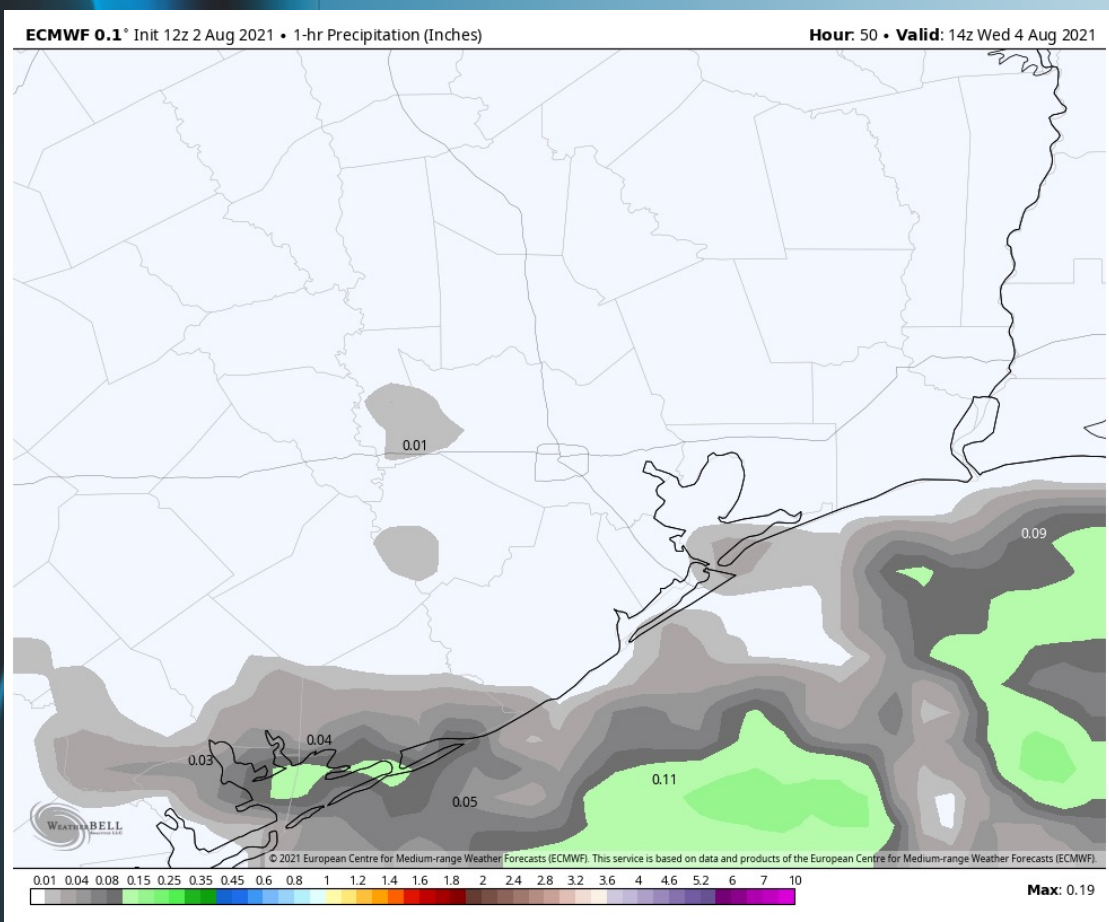 ECMWF 0.1° Init 12z 2 Aug 2021 • 1-hr Precipitation (Inches)
Hour: 50 • Valid: 14z Wed 4 Aug 2021
0.01
0.09
0.04
0.03
0.11
0.05
WEATHERBELL
© 2021 European Centre for Medium-range Weather Forecasts (ECMWF). This service is based on data and products of the European Centre for Medium-range Weather Forecasts (ECMWF).
0.01 0.04 0.08 0.10 0.15 0.25 0.35 0.45 0.6 0.8 1 1.2 1.4 1.6 1.8 2 2.4 2.8 3.2 3.6 4 4.6 5.2 6 7 10
Max: 0.19